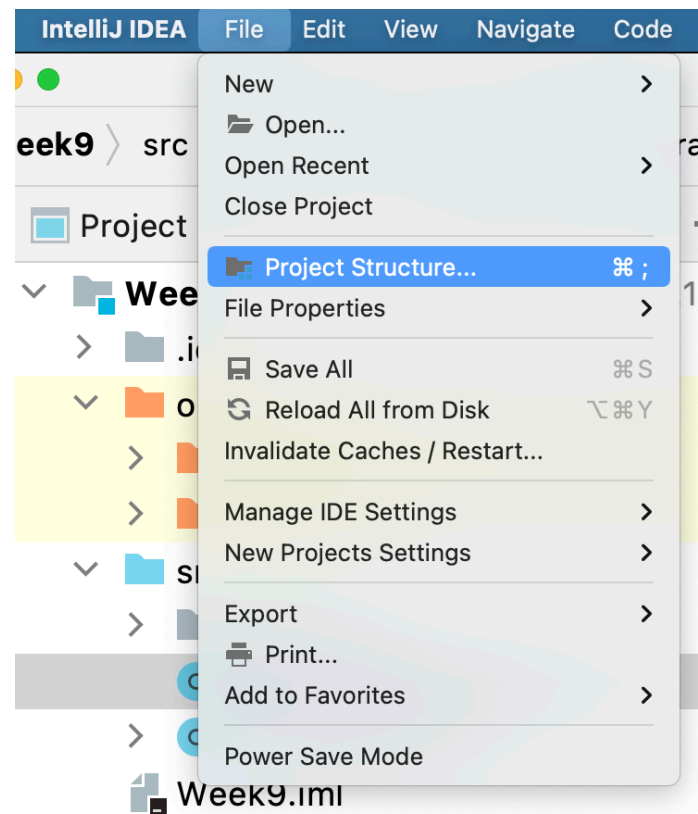 IntelliJ IDEA File Edit View Navigate Code
New
Open...
eek9 src
Open Recent
Close Project
Project
Project Structure... ⌘ ;
Wee
File Properties
.i
Save All ⌘ S
o
Reload All from Disk ⌥ ⌘ Y
Invalidate Caches / Restart...
Manage IDE Settings
New Projects Settings
s
Export
Print...
Add to Favorites
Power Save Mode
Week9.iml